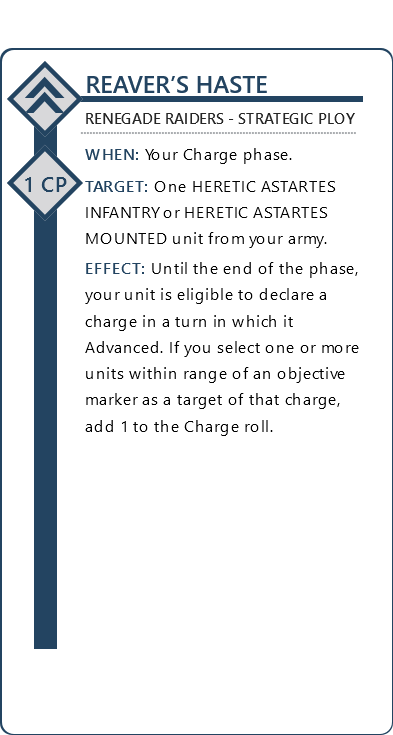 REAVER'S HASTE
RENEGADE RAIDERS - STRATEGIC PLOY
1 CP
WHEN: Your Charge phase.
TARGET: One HERETIC ASTARTES
INFANTRY or HERETIC ASTARTES
MOUNTED unit from your army.
EFFECT: Until the end of the phase,
your unit is eligible to declare a
charge in a turn in which it
Advanced. If you select one or more
units within range of an objective
marker as a target of that charge,
add 1 to the Charge roll.